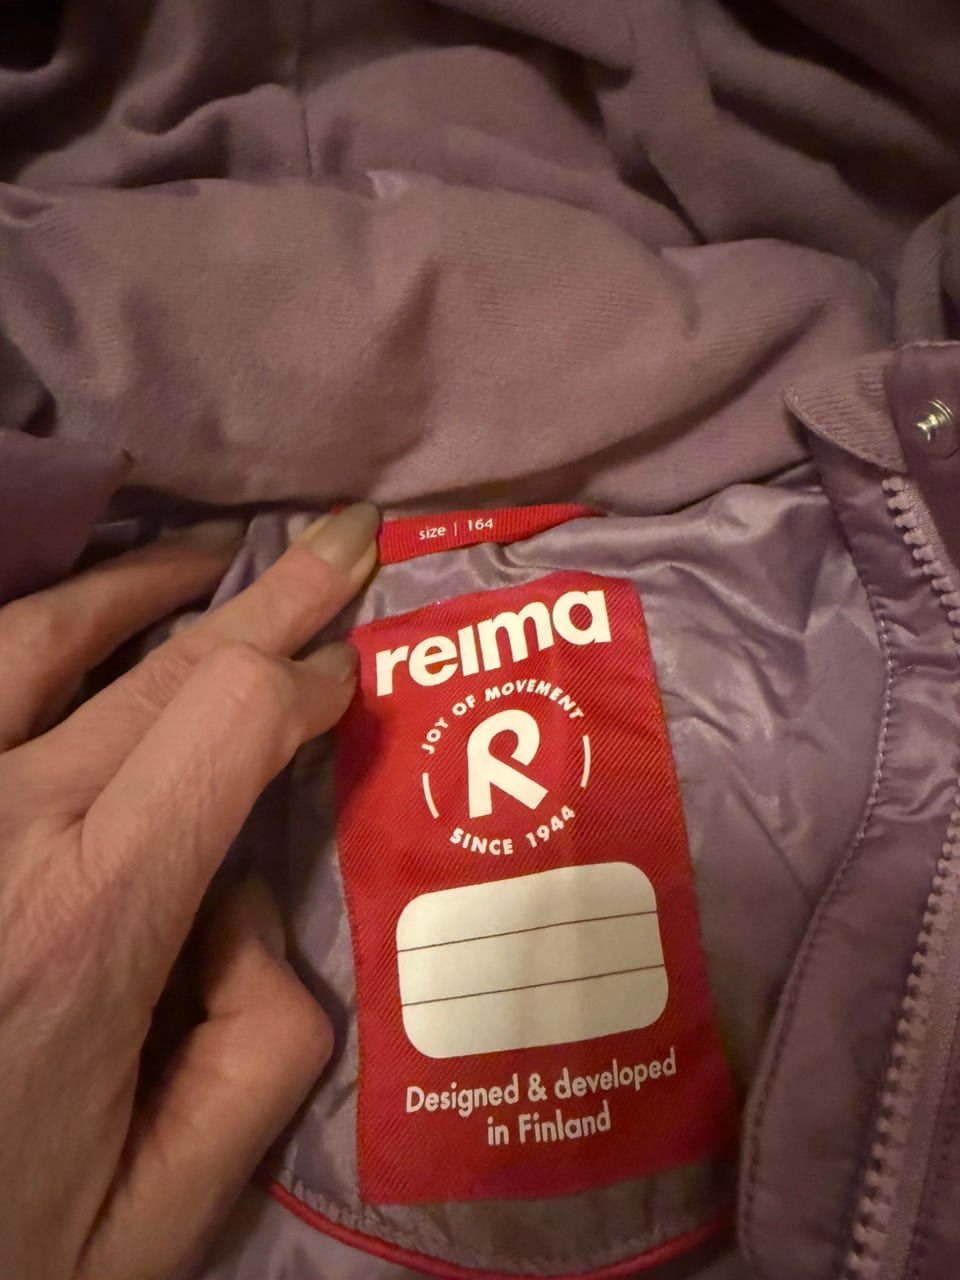 size | 164
reima
JOY OF MOVEMENT
R
SINCE 1944
Designed & developed
in Finland